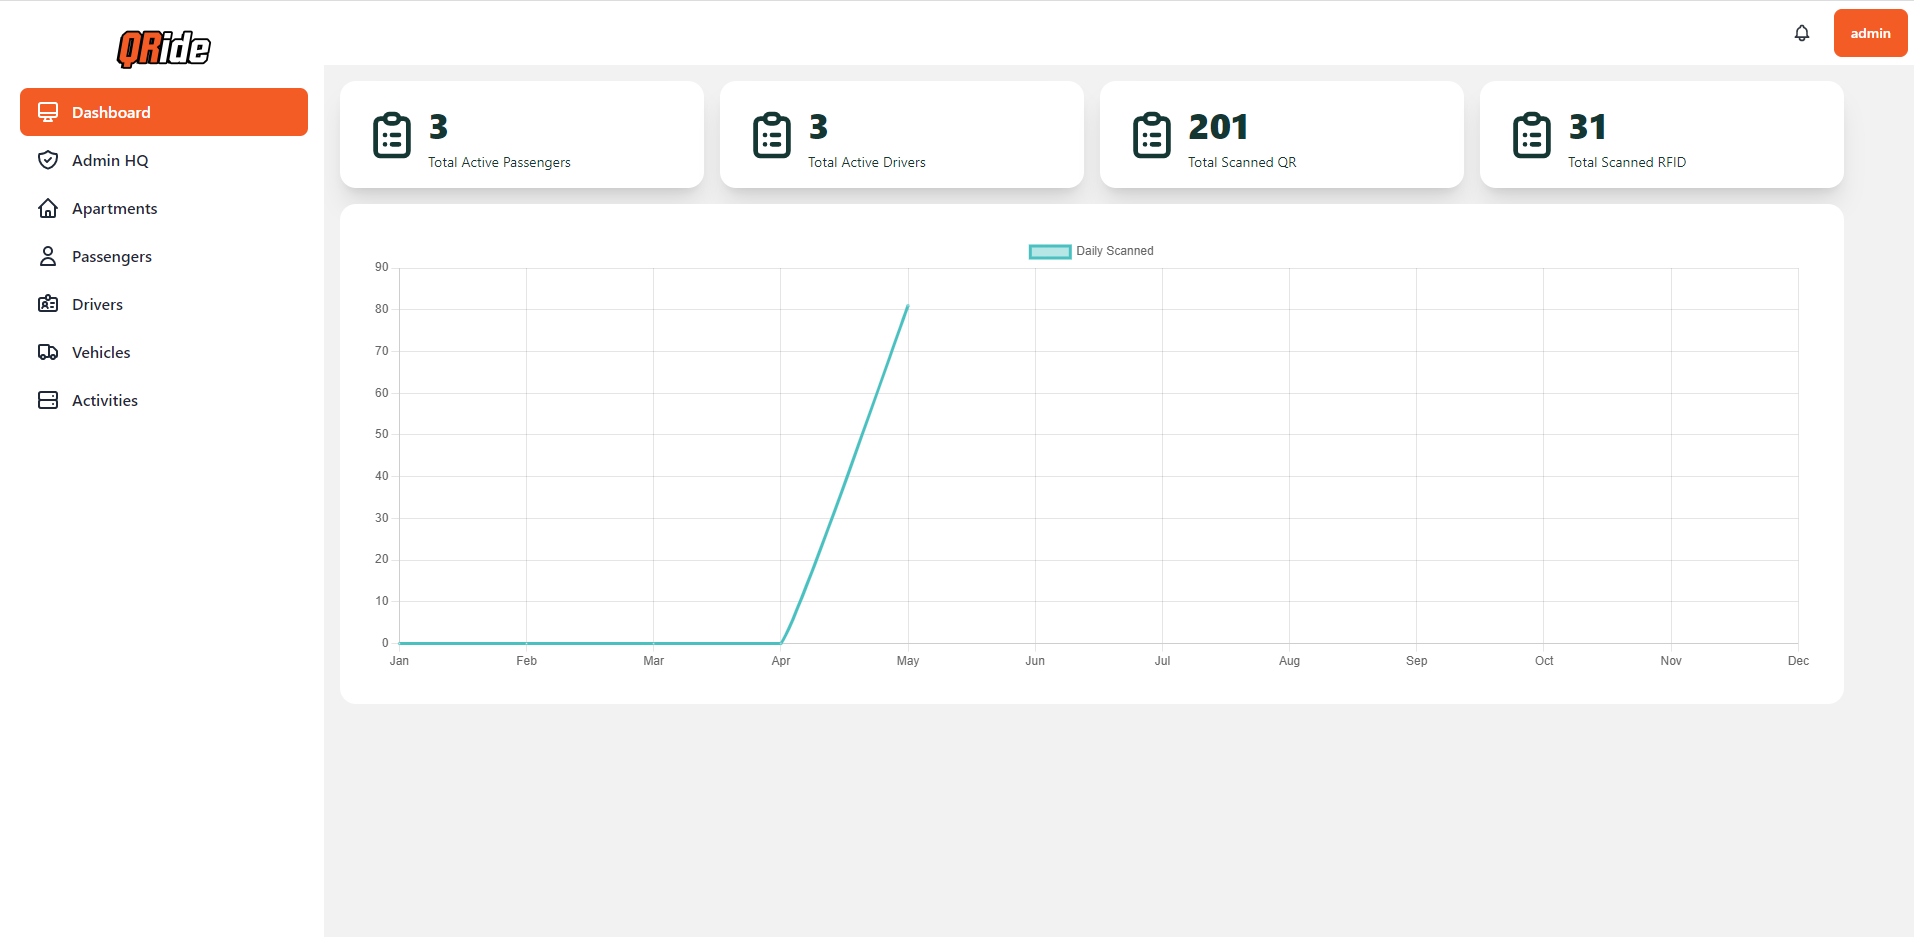 QRide
admin
Dashboard
Admin HQ
Apartments
Passengers
Drivers
Vehicles
Activities
3
Total Active Passengers
3
Total Active Drivers
201
Total Scanned QR
31
Total Scanned RFID
Daily Scanned
90
80
70
60
50
40
30
20
10
0
Jan Feb Mar Apr May Jun Jul Aug Sep Oct Nov Dec